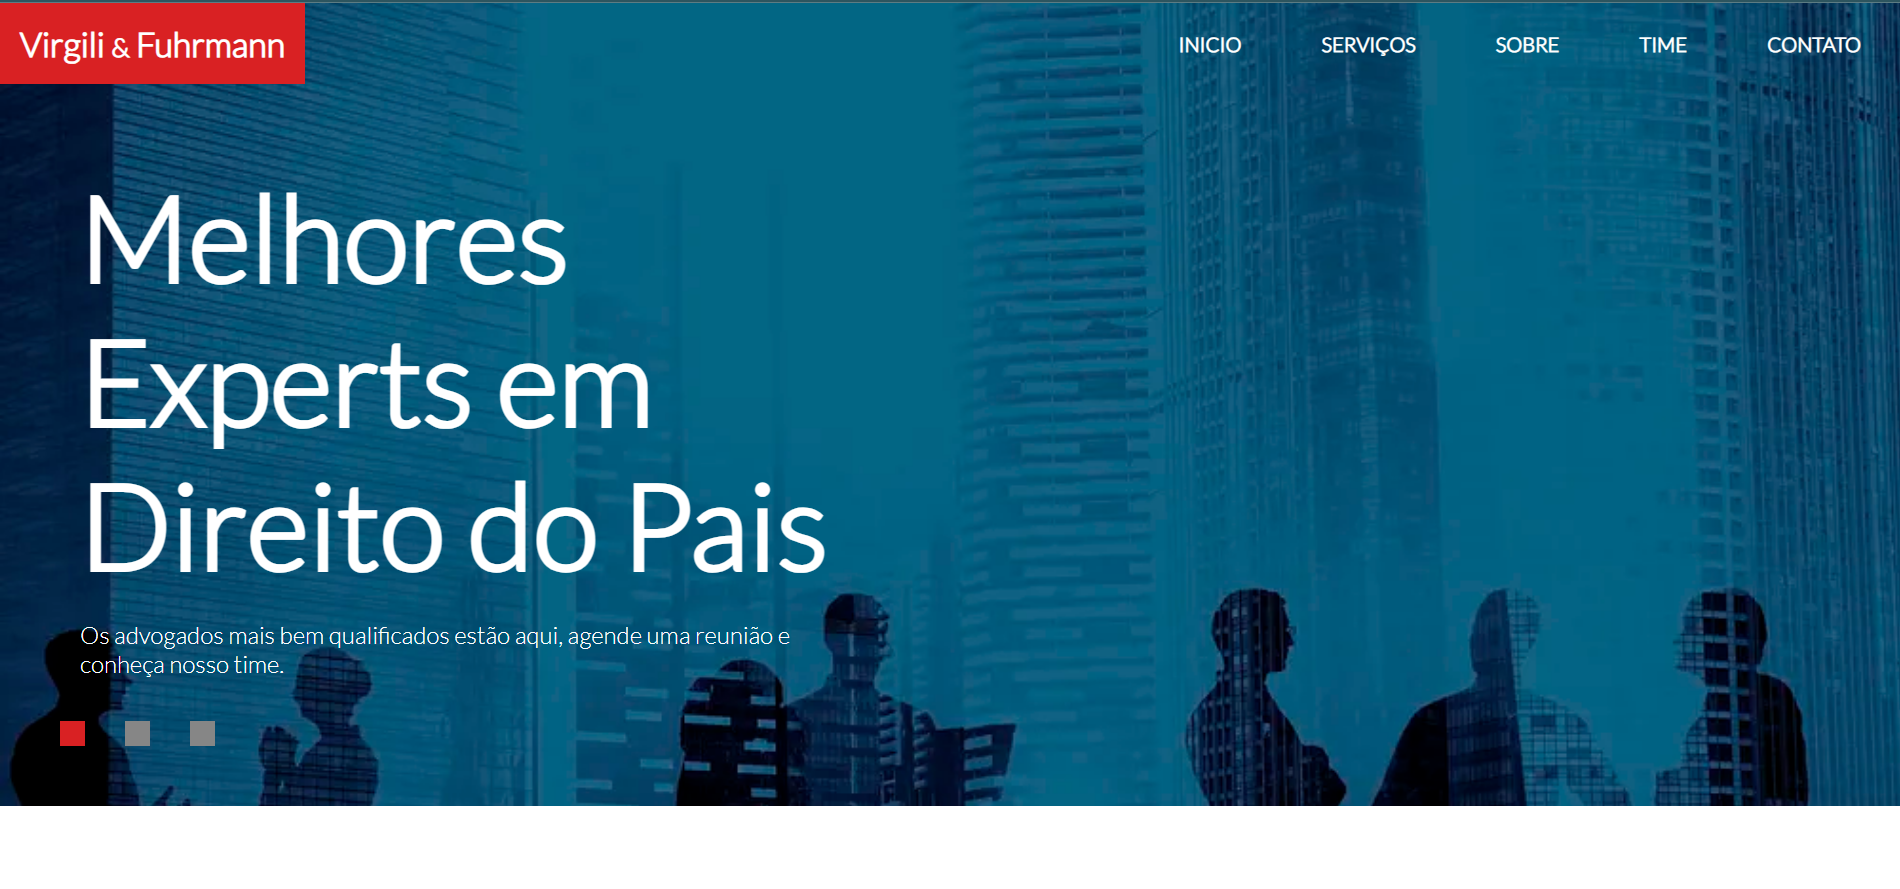 Virgili & Fuhrmann
INICIO
SERVIÇOS
SOBRE
TIME
CONTATO
Melhores
Experts em
Direito do Pais
Os advogados mais bem qualificados estão aqui, agende uma reunião e
conheça nosso time.